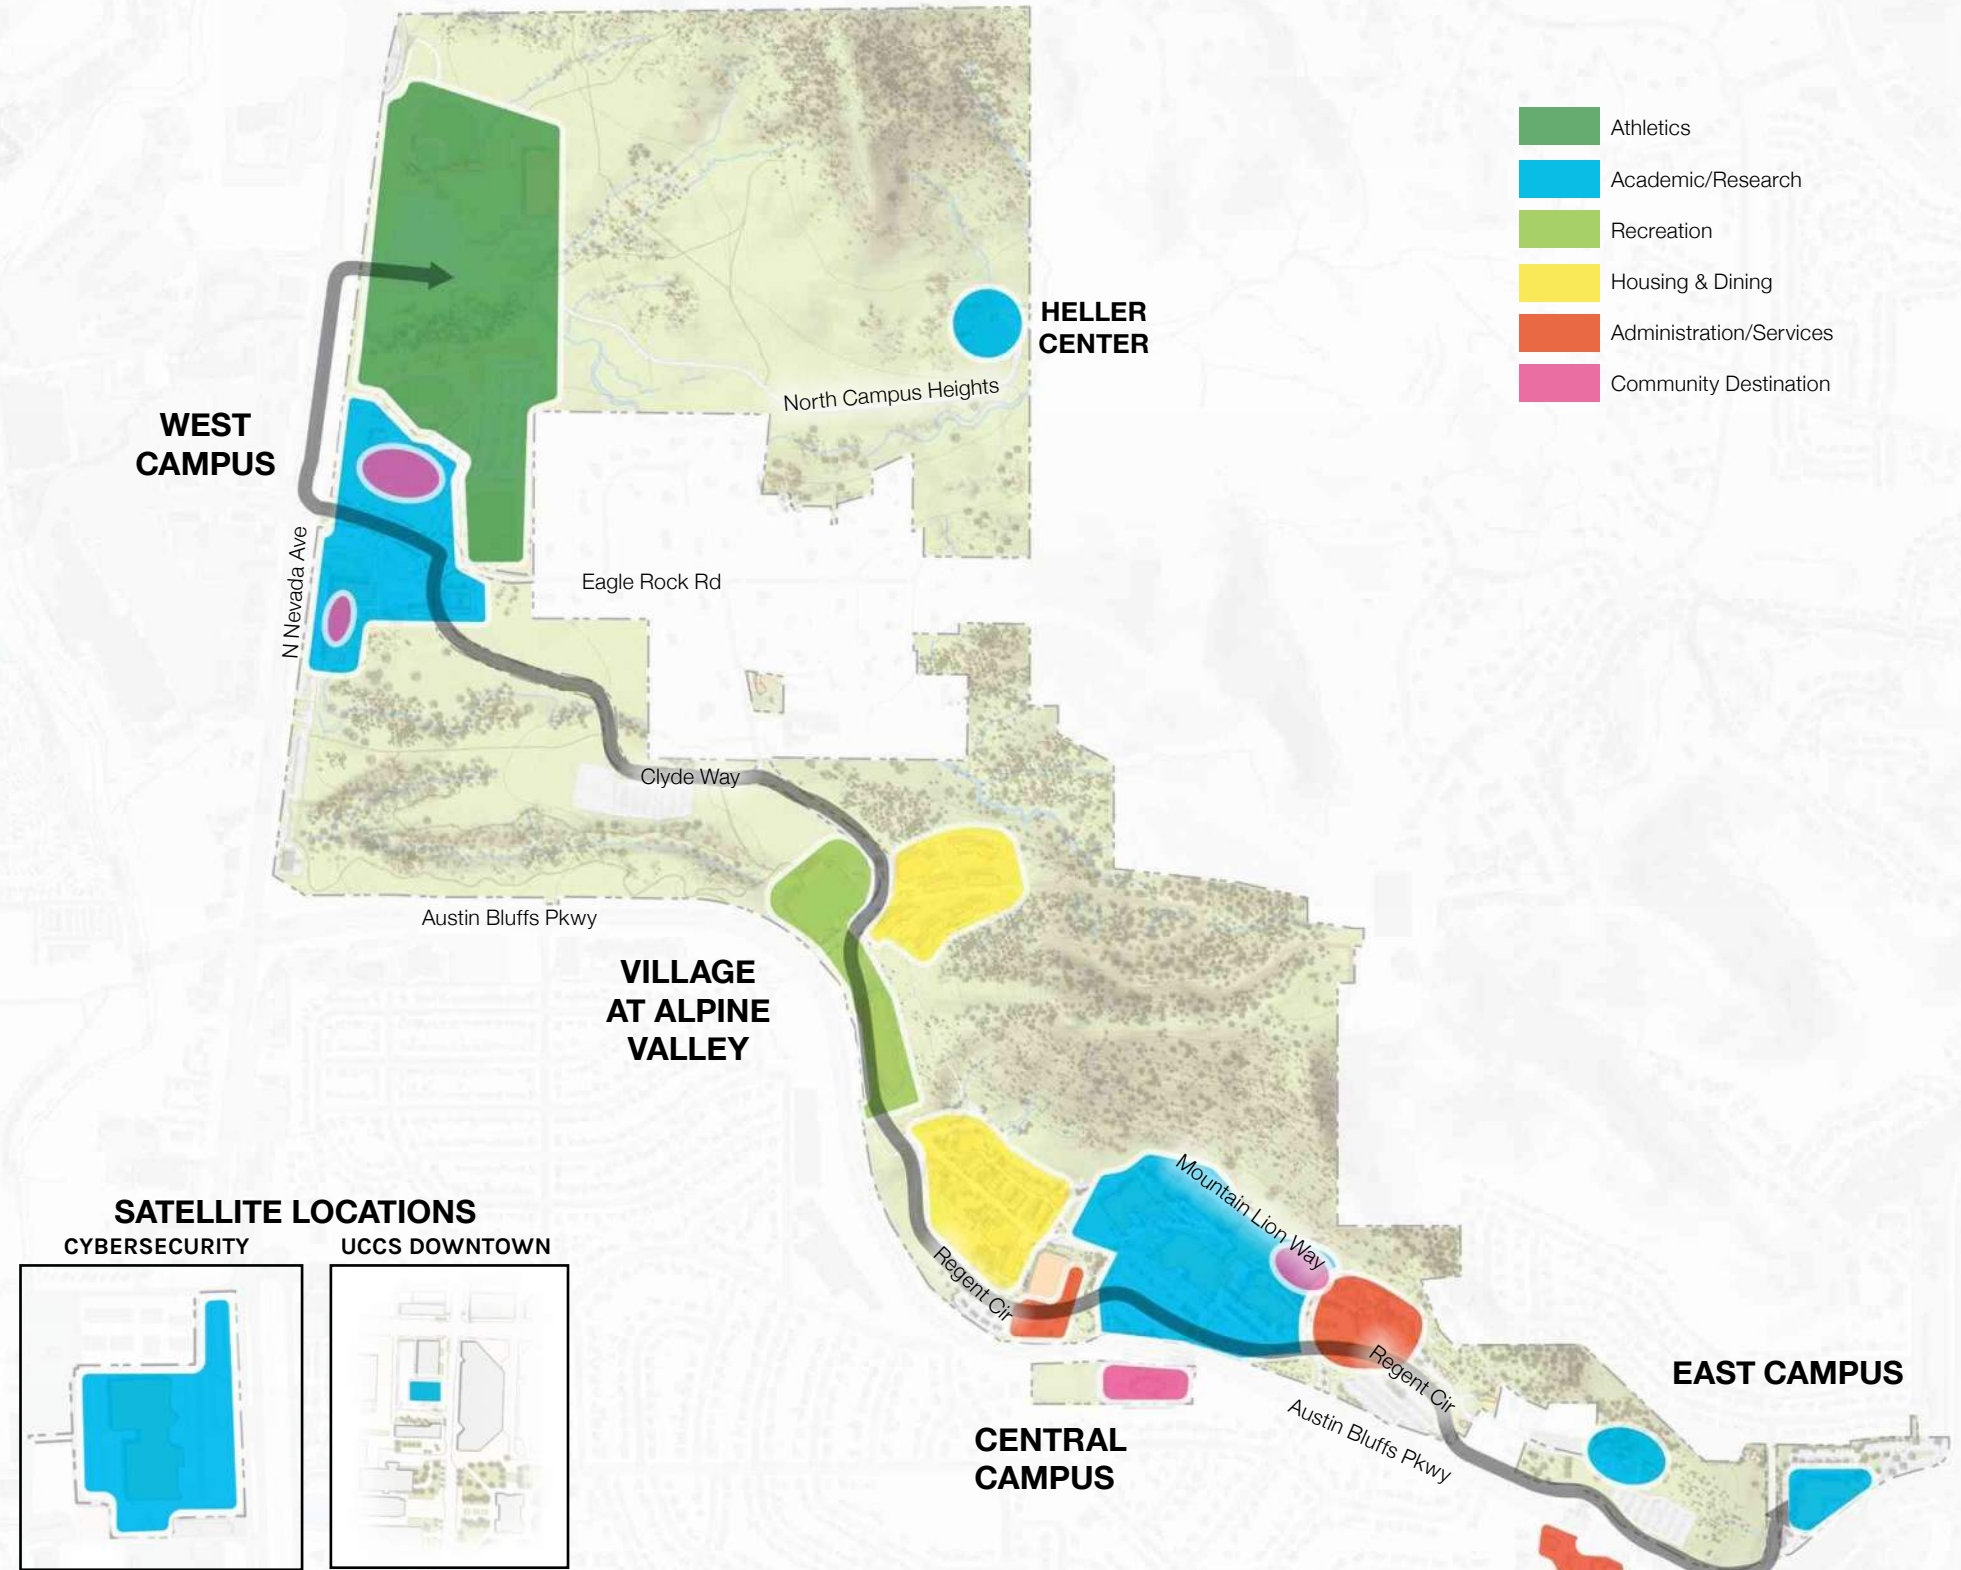 Athletics
Academic/Research
Recreation
Housing & Dining
Administration/Services
Community Destination
HELLER
CENTER
North Campus Heights
WEST
CAMPUS
N Nevada Ave
Eagle Rock Rd
Clyde Way
Austin Bluffs Pkwy
VILLAGE
AT ALPINE
VALLEY
Mountain Lion Way
Regent Cir
Regent Cir
Austin Bluffs Pkwy
EAST CAMPUS
CENTRAL
CAMPUS
SATELLITE LOCATIONS
CYBERSECURITY
UCCS DOWNTOWN